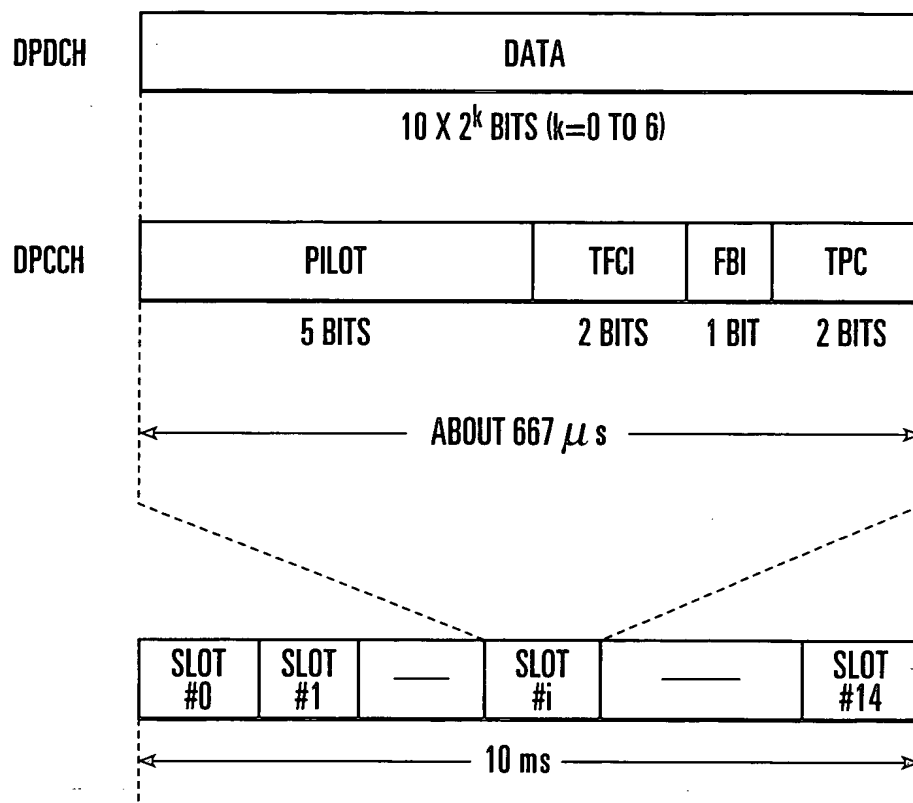 DPDCH DATA
10 X 2^k BITS (k=0 TO 6)
DPCCH PILOT TFCI FBI TPC
5 BITS 2 BITS 1 BIT 2 BITS
ABOUT 667 μs
SLOT #0 SLOT #1 SLOT #i SLOT #14
10 ms